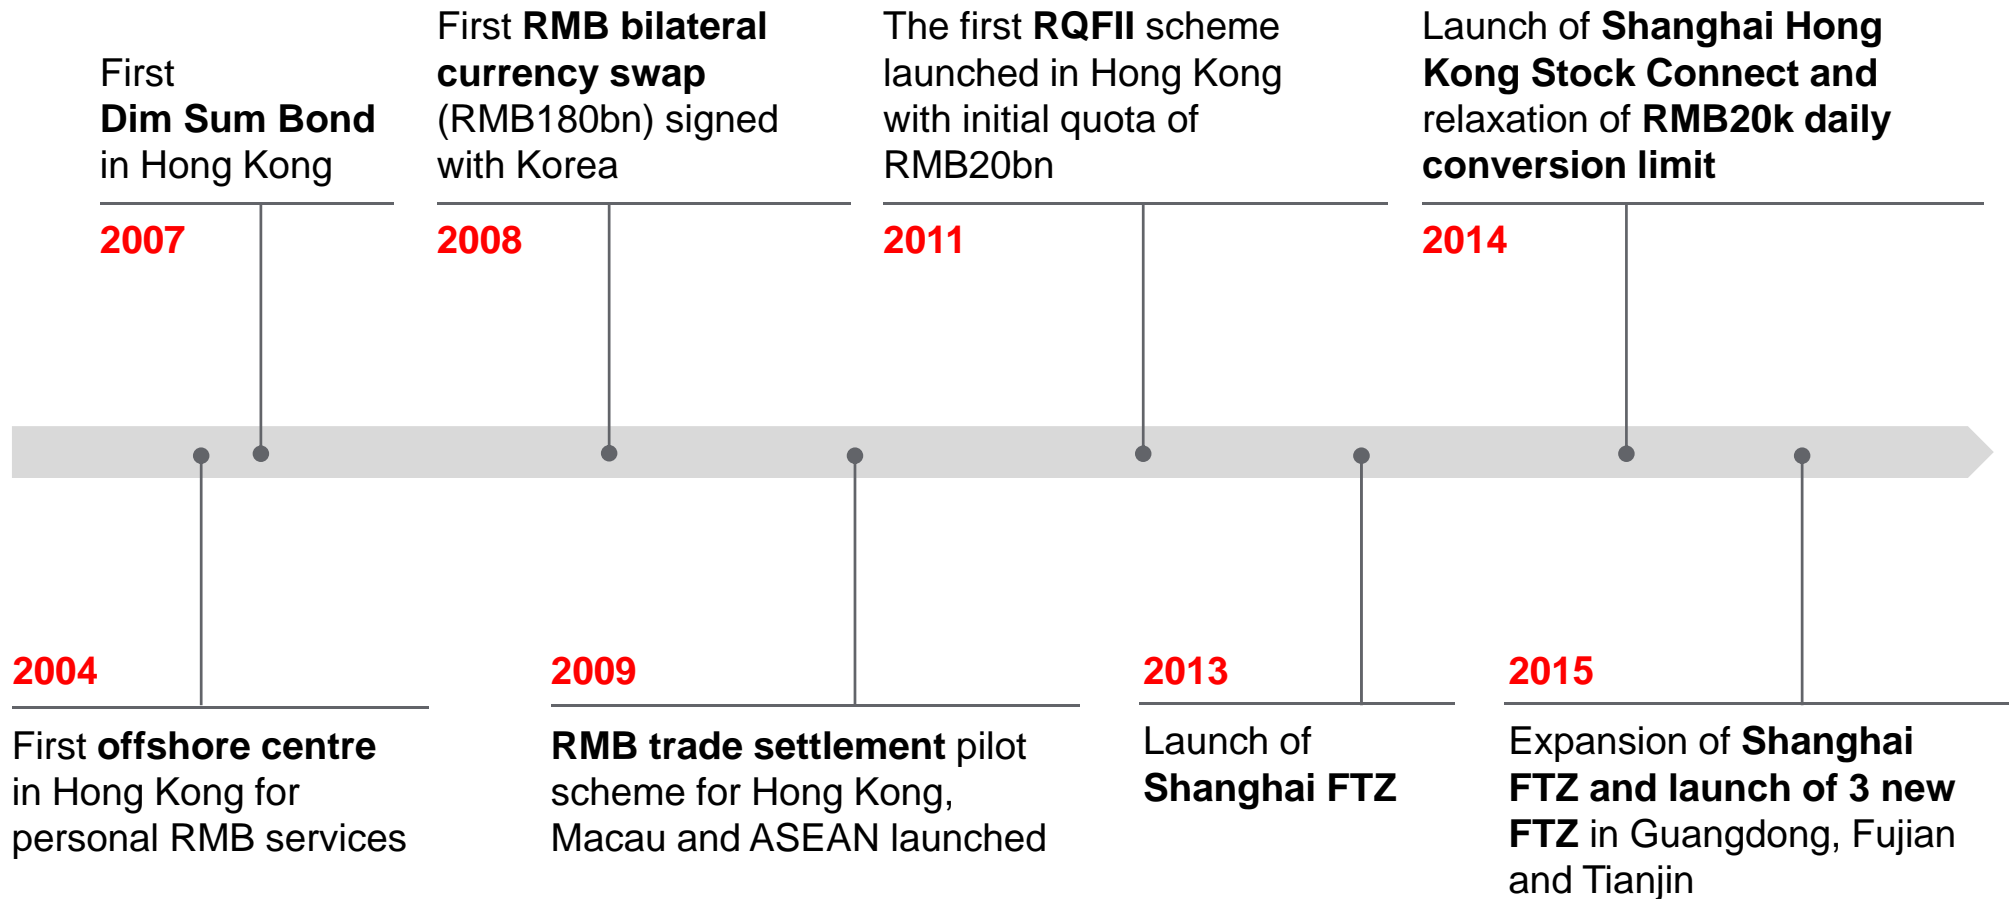 First
Dim Sum Bond
in Hong Kong
2007
First RMB bilateral
currency swap
(RMB180bn) signed
with Korea
2008
The first RQFII scheme
launched in Hong Kong
with initial quota of
RMB20bn
2011
Launch of Shanghai Hong
Kong Stock Connect and
relaxation of RMB20k daily
conversion limit
2014
2004
First offshore centre
in Hong Kong for
personal RMB services
2009
RMB trade settlement pilot
scheme for Hong Kong,
Macau and ASEAN launched
2013
Launch of
Shanghai FTZ
2015
Expansion of Shanghai
FTZ and launch of 3 new
FTZ in Guangdong, Fujian
and Tianjin